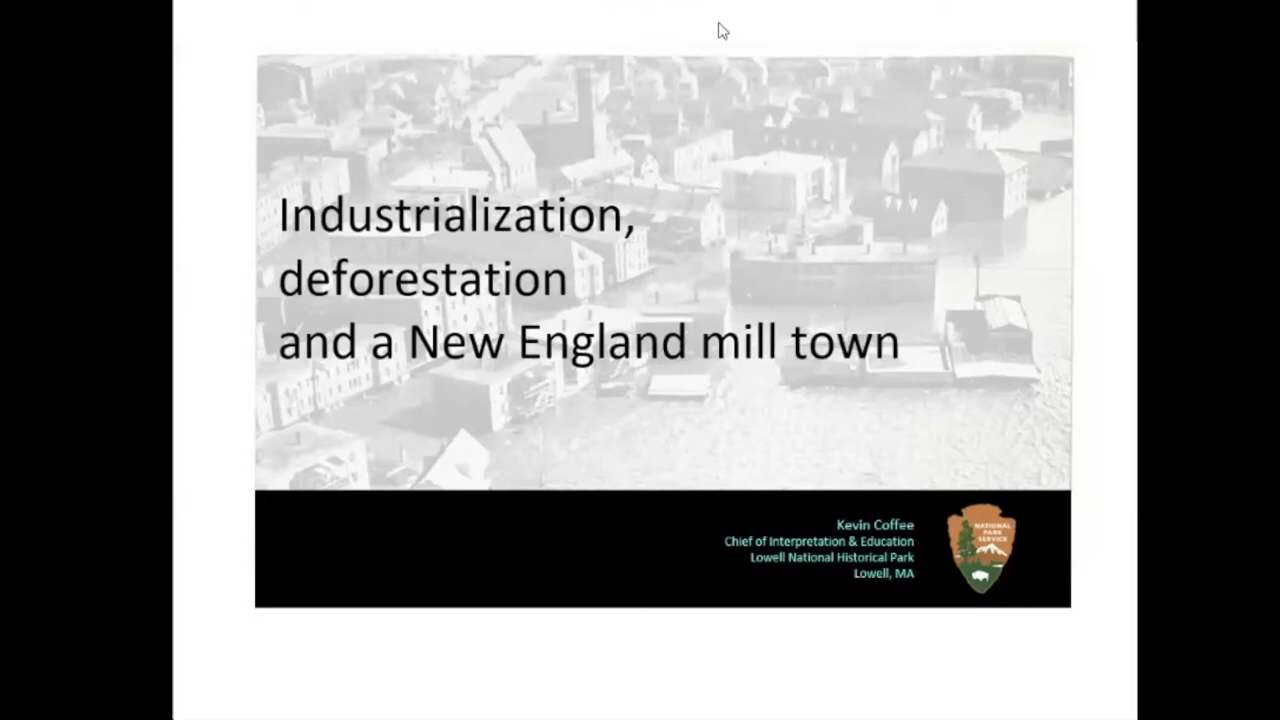 Industrialization,
deforestation
and a New England mill town
Kevin Coffee
Chief of Interpretation & Education
Lowell National Historical Park
Lowell, MA
NATIONAL
PARK
SERVICE